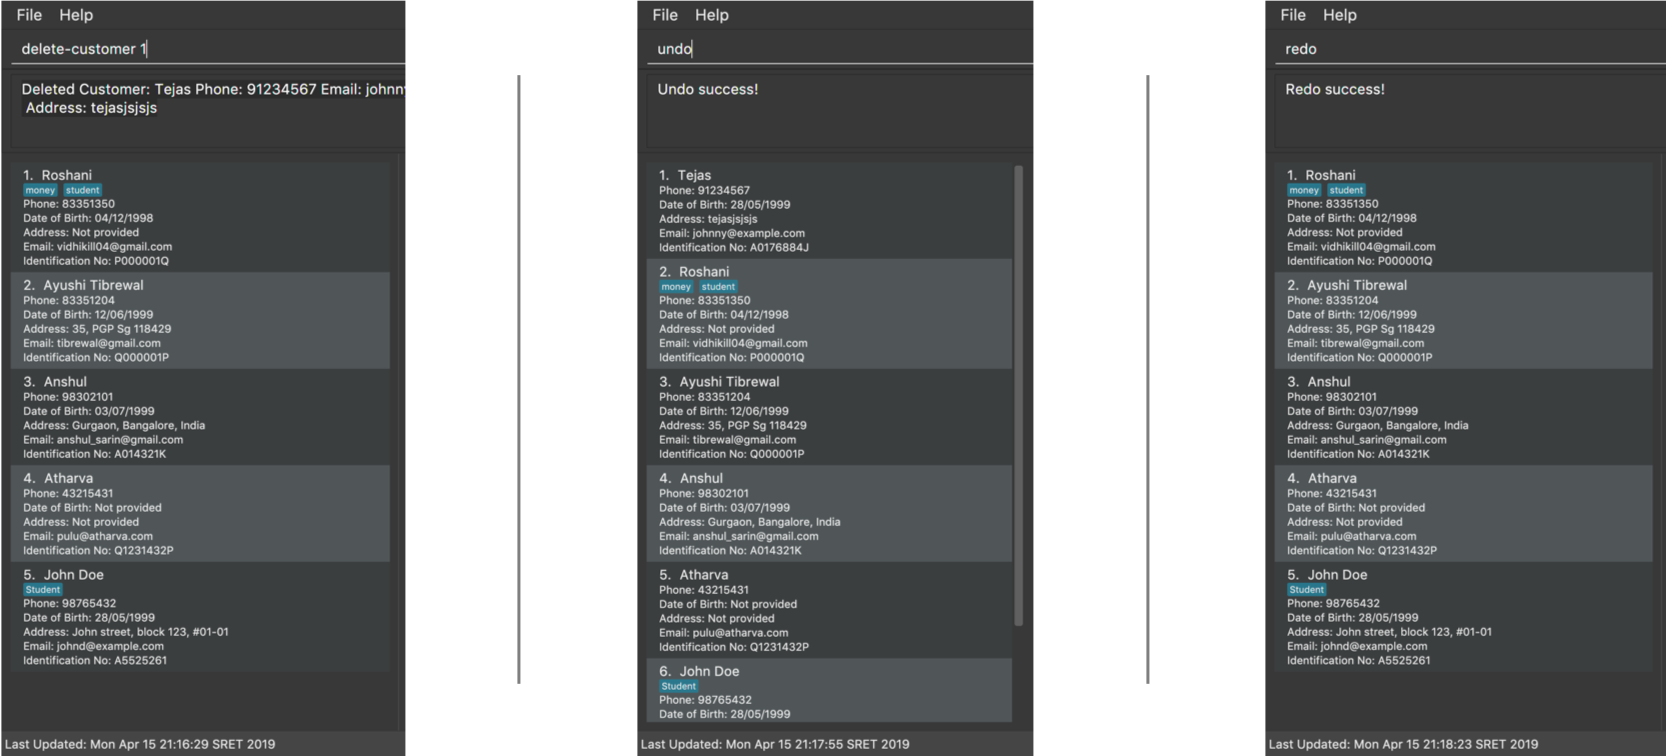 File Help
delete-customer 1
Deleted Customer: Tejas Phone: 91234567 Email: johnn
Address: tejasjsjsjs
1. Roshani
money student
Phone: 83351350
Date of Birth: 04/12/1998
Address: Not provided
Email: vidhikill04@gmail.com
Identification No: P000001Q
2. Ayushi Tibrewal
Phone: 83351204
Date of Birth: 12/06/1999
Address: 35, PGP Sg 118429
Email: tibrewal@gmail.com
Identification No: Q000001P
3. Anshul
Phone: 98302101
Date of Birth: 03/07/1999
Address: Gurgaon, Bangalore, India
Email: anshul_sarin@gmail.com
Identification No: A014321K
4. Atharva
Phone: 43215431
Date of Birth: Not provided
Address: Not provided
Email: pulu@atharva.com
Identification No: Q1231432P
5. John Doe
Student
Phone: 98765432
Date of Birth: 28/05/1999
Address: John street, block 123, #01-01
Email: johnd@example.com
Identification No: A5525261
Last Updated: Mon Apr 15 21:16:29 SRET 2019
File Help
undo
Undo success!
1. Tejas
Phone: 91234567
Date of Birth: 28/05/1999
Address: tejasjsjsjs
Email: johnny@example.com
Identification No: A0176884J
2. Roshani
money student
Phone: 83351350
Date of Birth: 04/12/1998
Address: Not provided
Email: vidhikill04@gmail.com
Identification No: P000001Q
3. Ayushi Tibrewal
Phone: 83351204
Date of Birth: 12/06/1999
Address: 35, PGP Sg 118429
Email: tibrewal@gmail.com
Identification No: Q000001P
4. Anshul
Phone: 98302101
Date of Birth: 03/07/1999
Address: Gurgaon, Bangalore, India
Email: anshul_sarin@gmail.com
Identification No: A014321K
5. Atharva
Phone: 43215431
Date of Birth: Not provided
Address: Not provided
Email: pulu@atharva.com
Identification No: Q1231432P
6. John Doe
Student
Phone: 98765432
Date of Birth: 28/05/1999
Last Updated: Mon Apr 15 21:17:55 SRET 2019
File Help
redo
Redo success!
1. Roshani
money student
Phone: 83351350
Date of Birth: 04/12/1998
Address: Not provided
Email: vidhikill04@gmail.com
Identification No: P000001Q
2. Ayushi Tibrewal
Phone: 83351204
Date of Birth: 12/06/1999
Address: 35, PGP Sg 118429
Email: tibrewal@gmail.com
Identification No: Q000001P
3. Anshul
Phone: 98302101
Date of Birth: 03/07/1999
Address: Gurgaon, Bangalore, India
Email: anshul_sarin@gmail.com
Identification No: A014321K
4. Atharva
Phone: 43215431
Date of Birth: Not provided
Address: Not provided
Email: pulu@atharva.com
Identification No: Q1231432P
5. John Doe
Student
Phone: 98765432
Date of Birth: 28/05/1999
Address: John street, block 123, #01-01
Email: johnd@example.com
Identification No: A5525261
Last Updated: Mon Apr 15 21:18:23 SRET 2019